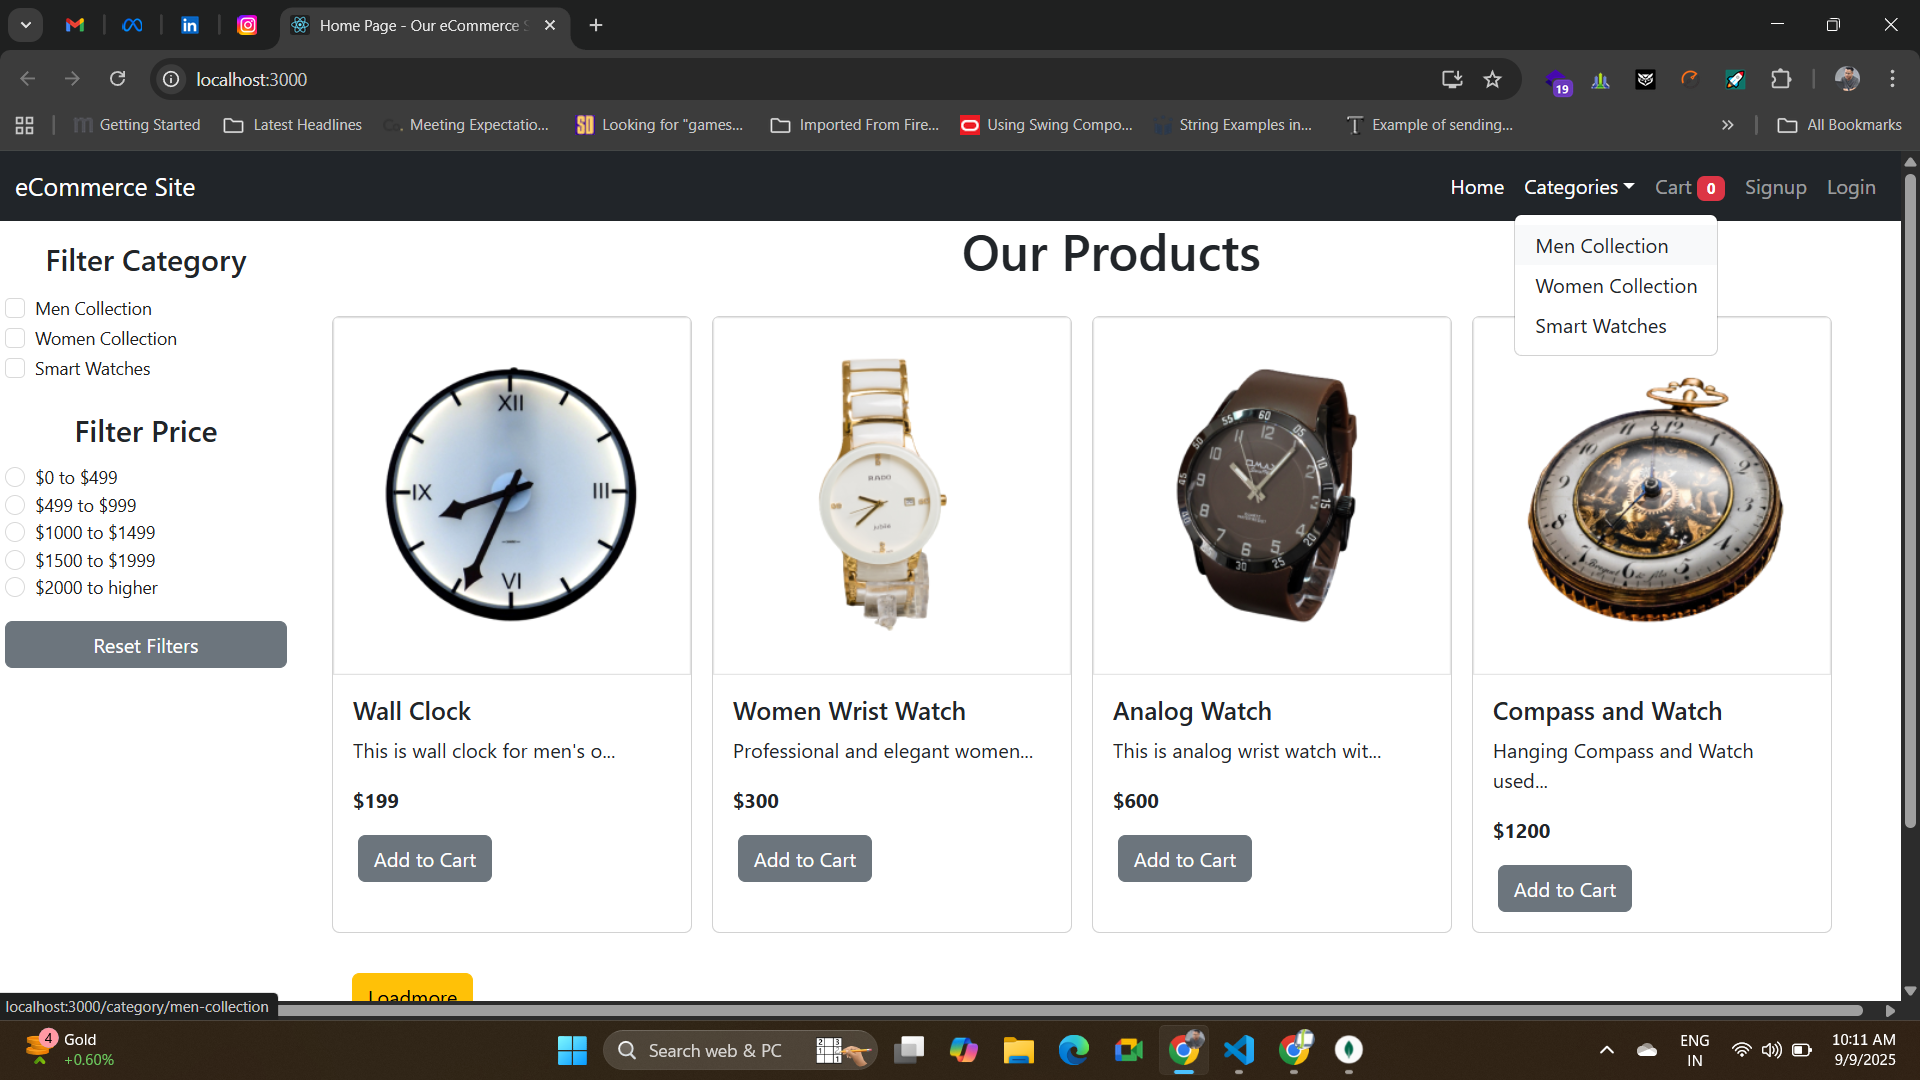 Home Page - Our eCommerce S
localhost:3000
19
Getting Started
Latest Headlines
Meeting Expectatio...
Looking for "games...
Imported From Fire...
Using Swing Compo...
String Examples in...
Example of sending...
All Bookmarks
eCommerce Site
Home
Categories
Cart 0
Signup
Login
Men Collection
Women Collection
Smart Watches
Filter Category
Men Collection
Women Collection
Smart Watches
Filter Price
$0 to $499
$499 to $999
$1000 to $1499
$1500 to $1999
$2000 to higher
Reset Filters
Our Products
Wall Clock
This is wall clock for men's o...
$199
Add to Cart
Women Wrist Watch
Professional and elegant women...
$300
Add to Cart
Analog Watch
This is analog wrist watch wit...
$600
Add to Cart
Compass and Watch
Hanging Compass and Watch
used...
$1200
Add to Cart
Loadmore
localhost:3000/category/men-collection
4
Gold
+0.60%
Search web & PC
ENG
IN
10:11 AM
9/9/2025